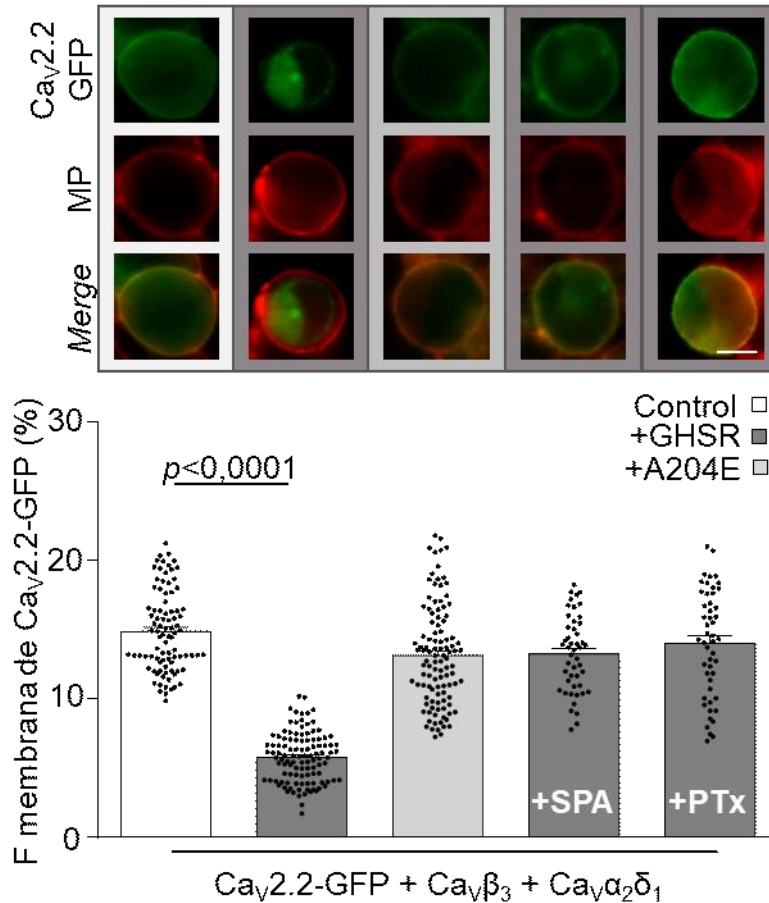 Caᵥ2.2
GFP
MP
Merge
Control
+GHSR
+A204E
F membrana de Caᵥ2.2-GFP (%)
30
20
10
0
p<0,0001
+SPA
+PTx
Caᵥ2.2-GFP + Caᵥβ₃ + Caᵥα₂δ₁